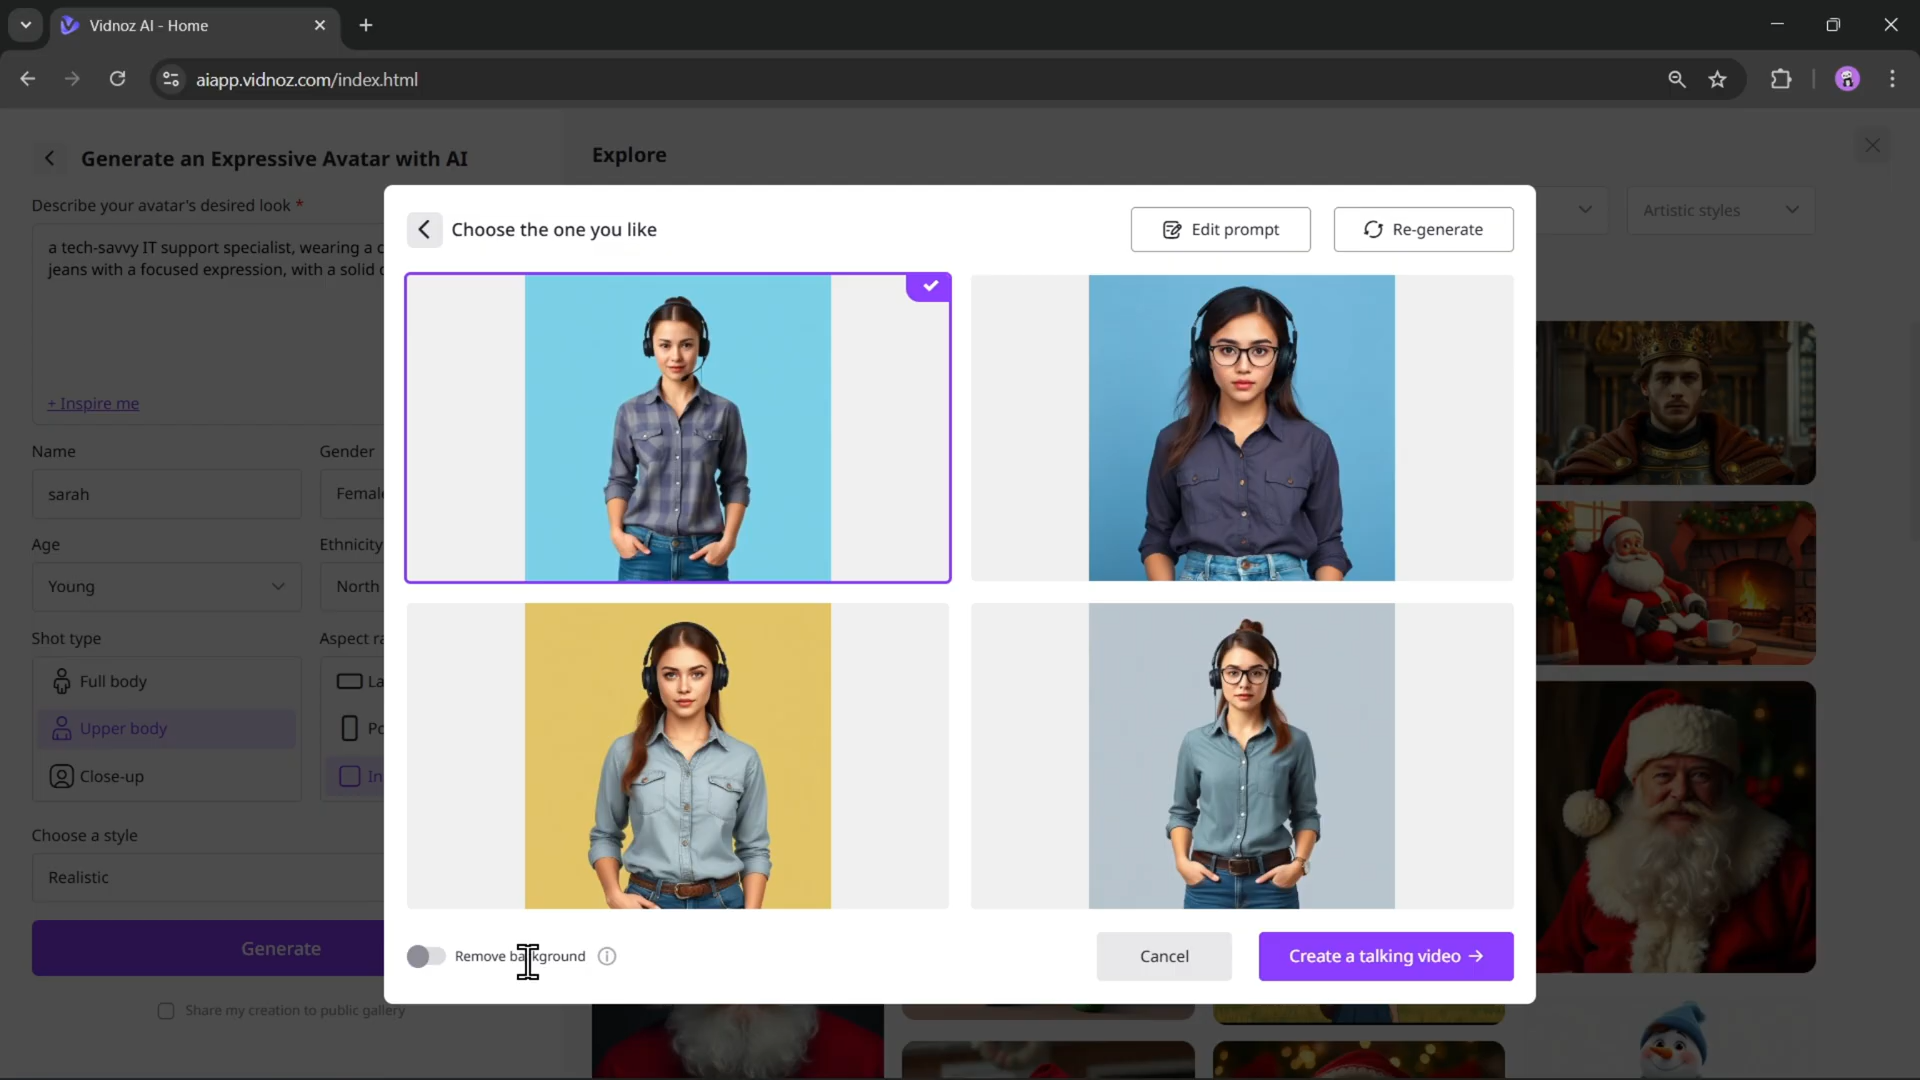 Vidnoz AI - Home
aiapp.vidnoz.com/index.html
Generate an Expressive Avatar with AI
Explore
Describe your avatar's desired look *
a tech-savvy IT support specialist, wearing a
jeans with a focused expression, with a solid
+ Inspire me
Name
Gender
sarah
Female
Age
Ethnicity
Young
North
Shot type
Aspect
Full body
Upper body
Close-up
Choose a style
Realistic
Generate
Share my creation to public gallery
Artistic styles
Choose the one you like
Edit prompt
Re-generate
Remove background
Cancel
Create a talking video →